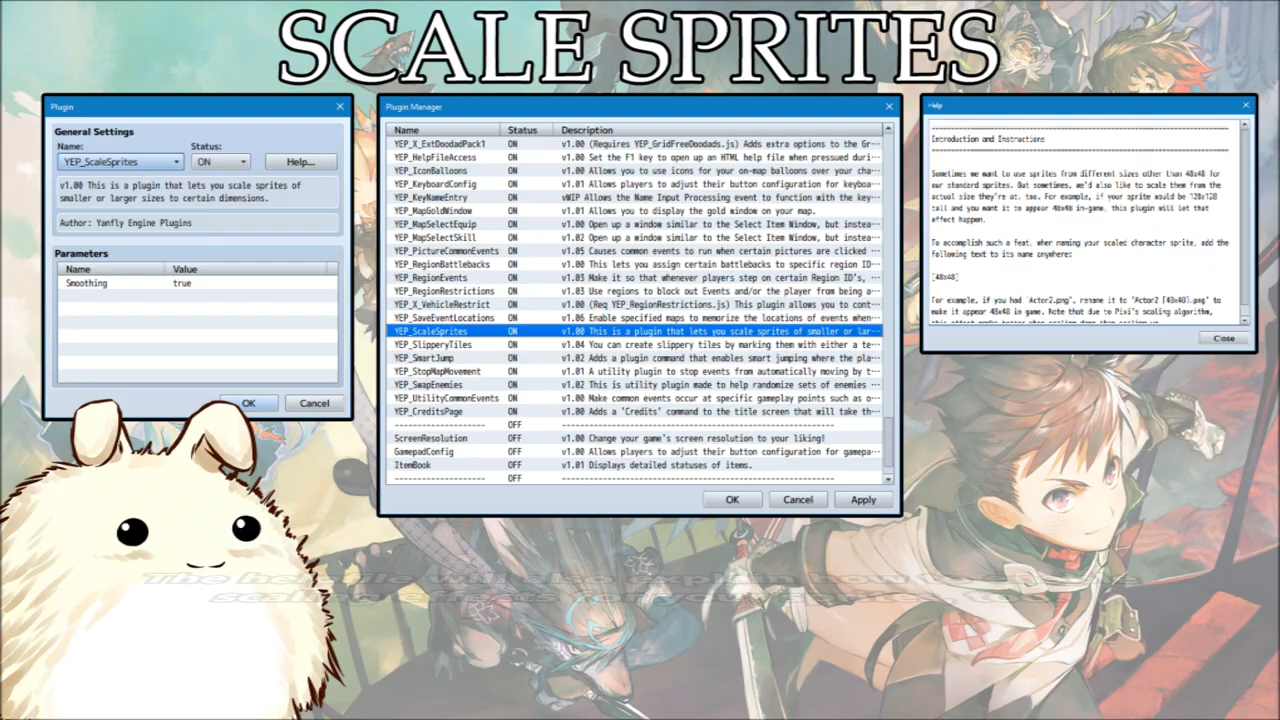 SCALE SPRITES
Plugin
General Settings
Name:
Status:
YEP_ScaleSprites
ON
Help...
v1.00 This is a plugin that lets you scale sprites of
smaller or larger sizes to certain dimensions.
Author: Yanfly Engine Plugins
Parameters
Name Value
Smoothing true
OK Cancel
Plugin Manager
Name Status Description
YEP_X_ExtDoodadPack1 ON v1.00 (Requires YEP_GridFreeDoodads.js) Adds extra options to the Gr···
YEP_HelpFileAccess ON v1.00 Set the F1 key to open up an HTML help file when pressed duri···
YEP_IconBalloons ON v1.00 Allows you to use icons for your on-map balloons over your cha···
YEP_KeyboardConfig ON v1.01 Allows players to adjust their button configuration for keyboa···
YEP_KeyNameEntry ON vWIP Allows the Name Input Processing event to function with the key···
YEP_MapGoldWindow ON v1.01 Allows you to display the gold window on your map.
YEP_MapSelectEquip ON v1.00 Open up a window similar to the Select Item Window, but instea···
YEP_MapSelectSkill ON v1.02 Open up a window similar to the Select Item Window, but instea···
YEP_PictureCommonEvents ON v1.05 Causes common events to run when certain pictures are clicked ···
YEP_RegionBattlebacks ON v1.00 This lets you assign certain battlebacks to specific region ID···
YEP_RegionEvents ON v1.03 Make it so that whenever players step on certain Region ID's, ···
YEP_RegionRestrictions ON v1.03 Use regions to block out Events and/or the player from being a···
YEP_X_VehicleRestrict ON v1.00 (Req YEP_RegionRestrictions.js) This plugin allows you to cont···
YEP_SaveEventLocations ON v1.06 Enable specified maps to memorize the locations of events when···
YEP_ScaleSprites ON v1.00 This is a plugin that lets you scale sprites of smaller or lar···
YEP_SlipperyTiles ON v1.04 You can create slippery tiles by marking them with either a te···
YEP_SmartJump ON v1.02 Adds a plugin command that enables smart jumping where the pla···
YEP_StopMapMovement ON v1.01 A utility plugin to stop events from automatically moving by t···
YEP_SwapEnemies ON v1.02 This is utility plugin made to help randomize sets of enemies ···
YEP_UtilityCommonEvents ON v1.00 Make common events occur at specific gameplay points such as o···
YEP_CreditsPage ON v1.00 Adds a 'Credits' command to the title screen that will take th···
-------------------- OFF ------------------------------------------------------------
ScreenResolution OFF v1.00 Change your game's screen resolution to your liking!
GamepadConfig OFF v1.00 Allows players to adjust their button configuration for gamepa···
ItemBook OFF v1.01 Displays detailed statuses of items.
-------------------- OFF ------------------------------------------------------------
OK Cancel Apply
Help
Introduction and Instructions
Sometimes we want to use sprites from different sizes other than 48x48 for
our standard sprites. But sometimes, we'd also like to scale them from the
actual size they're at, too. For example, if your sprite would be 128x128
tall and you want it to appear 48x48 in-game, this plugin will let that
effect happen.
To accomplish such a feat, when naming your scaled character sprite, add the
following text to its name anywhere:
[48x48]
For example, if you had 'Actor2.png', rename it to 'Actor2 [48x48].png' to
make it appear 48x48 in game. Note that due to Pixi's scaling algorithm,
Close
The help file will also explain how
scaling effects for your